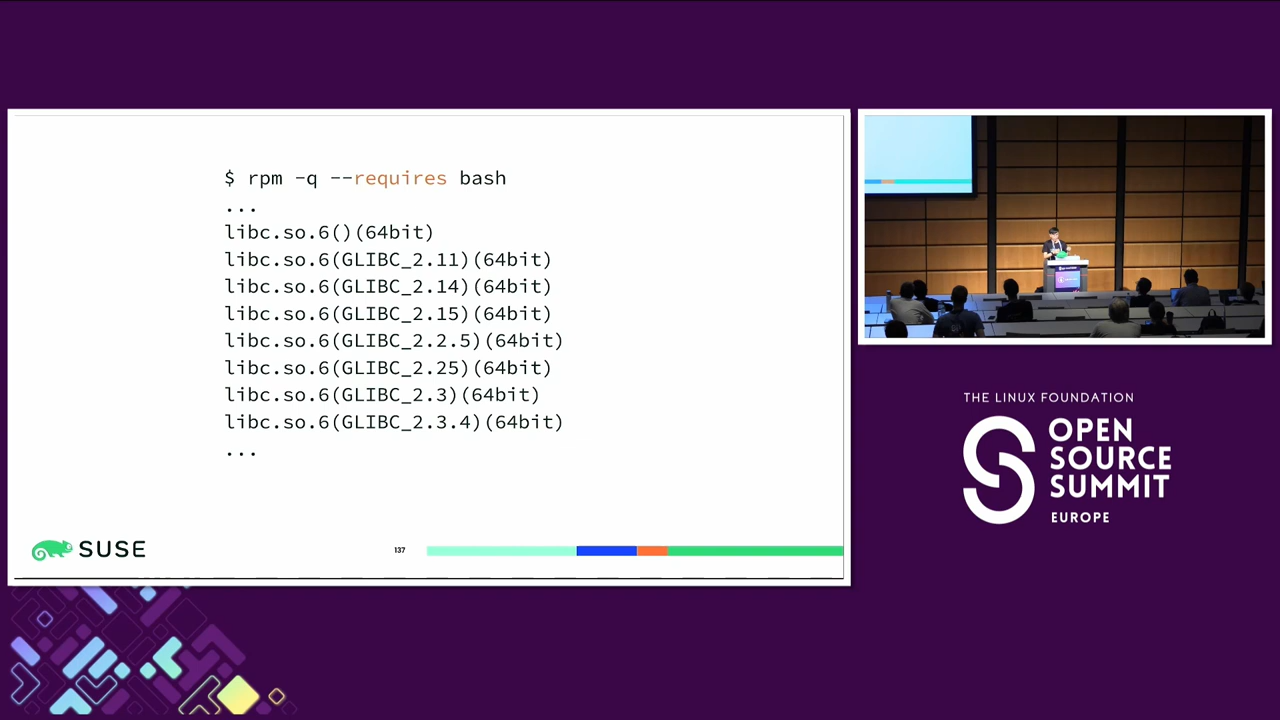 $ rpm -q --requires bash
...
libc.so.6()(64bit)
libc.so.6(GLIBC_2.11)(64bit)
libc.so.6(GLIBC_2.14)(64bit)
libc.so.6(GLIBC_2.15)(64bit)
libc.so.6(GLIBC_2.2.5)(64bit)
libc.so.6(GLIBC_2.25)(64bit)
libc.so.6(GLIBC_2.3)(64bit)
libc.so.6(GLIBC_2.3.4)(64bit)
...
SUSE
137
THE LINUX FOUNDATION
OPEN
SOURCE
SUMMIT
EUROPE